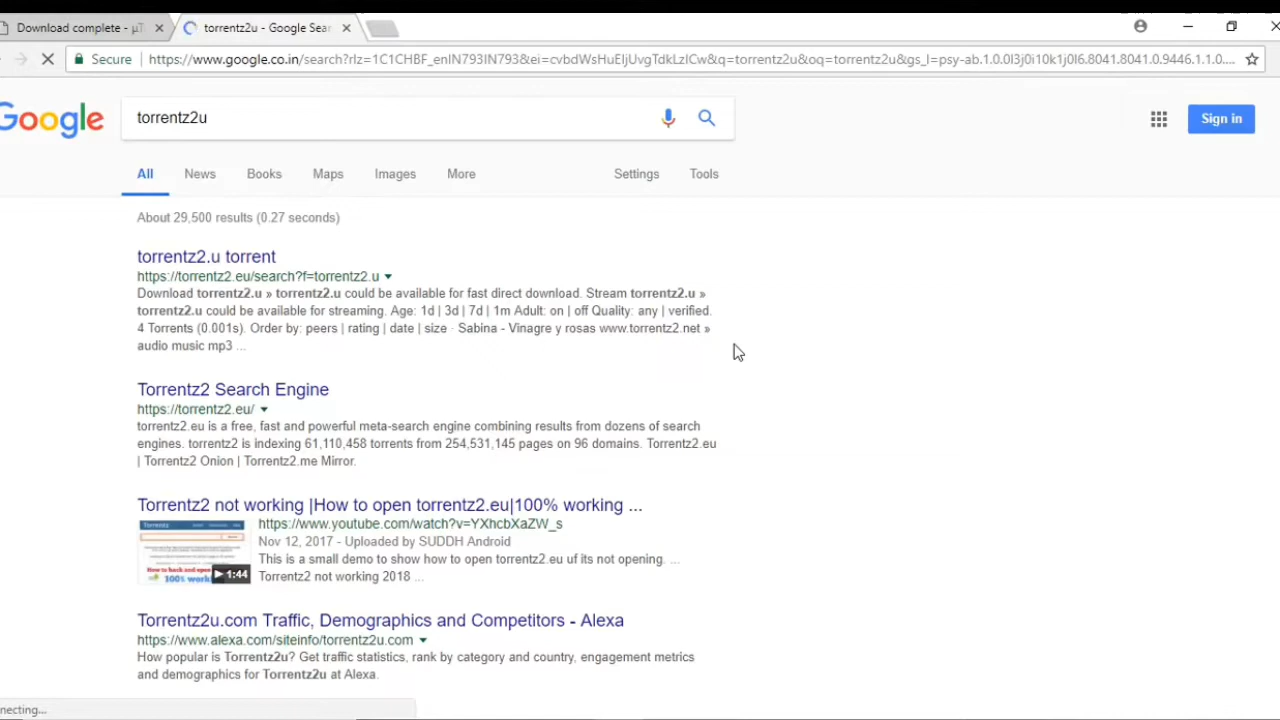 Download complete - µT
torrentz2u - Google Sear
Secure
https://www.google.co.in/search?rlz=1C1CHBF_enIN793IN793&ei=cvbdWsHuEIjUvgTdkLzICw&q=torrentz2u&oq=torrentz2u&gs_l=psy-ab.1.0.0l3j0i10k1j0l6.8041.8041.0.9446.1.1.0....
Google
torrentz2u
Sign in
All News Books Maps Images More Settings Tools
About 29,500 results (0.27 seconds)
torrentz2.u torrent
https://torrentz2.eu/search?f=torrentz2.u
Download torrentz2.u » torrentz2.u could be available for fast direct download. Stream torrentz2.u »
torrentz2.u could be available for streaming. Age: 1d | 3d | 7d | 1m Adult: on | off Quality: any | verified.
4 Torrents (0.001s). Order by: peers | rating | date | size · Sabina - Vinagre y rosas www.torrentz2.net »
audio music mp3 ...
Torrentz2 Search Engine
https://torrentz2.eu/
torrentz2.eu is a free, fast and powerful meta-search engine combining results from dozens of search
engines. torrentz2 is indexing 61,110,458 torrents from 254,531,145 pages on 96 domains. Torrentz2.eu
| Torrentz2 Onion | Torrentz2.me Mirror.
Torrentz2 not working |How to open torrentz2.eu|100% working ...
https://www.youtube.com/watch?v=YXhcbXaZW_s
Nov 12, 2017 - Uploaded by SUDDH Android
This is a small demo to show how to open torrentz2.eu uf its not opening. ...
Torrentz2 not working 2018 ...
Torrentz
How to hack and open
100% work
1:44
Torrentz2u.com Traffic, Demographics and Competitors - Alexa
https://www.alexa.com/siteinfo/torrentz2u.com
How popular is Torrentz2u? Get traffic statistics, rank by category and country, engagement metrics
and demographics for Torrentz2u at Alexa.
necting...